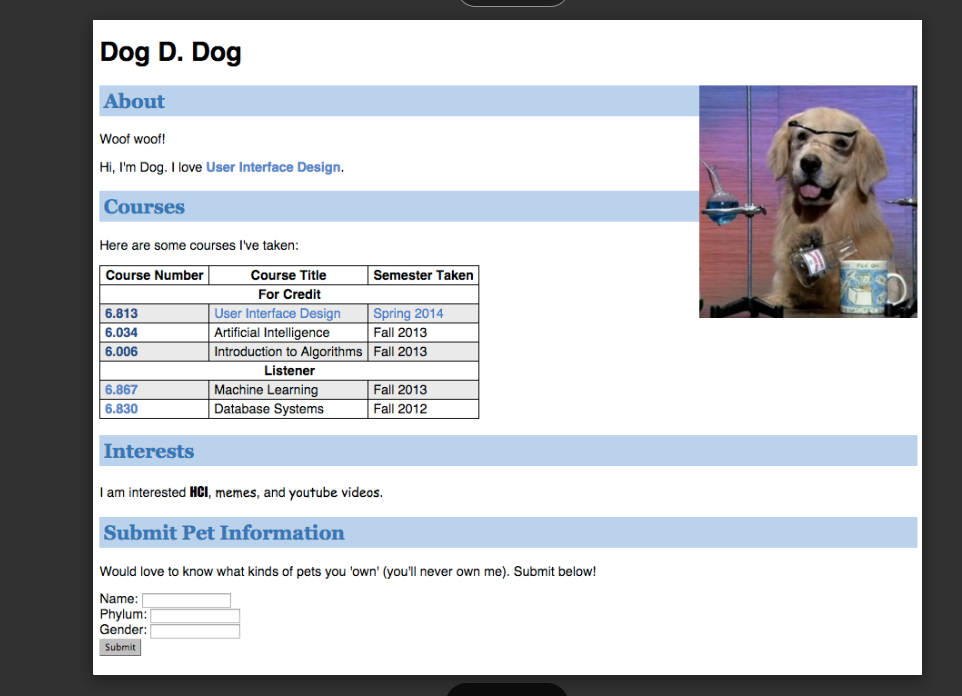 Dog D. Dog
About
Woof woof!
Hi, I'm Dog. I love User Interface Design.
Courses
Here are some courses I've taken:
Course Number Course Title Semester Taken
For Credit
6.813 User Interface Design Spring 2014
6.034 Artificial Intelligence Fall 2013
6.006 Introduction to Algorithms Fall 2013
Listener
6.867 Machine Learning Fall 2013
6.830 Database Systems Fall 2012
Interests
I am interested HCI, memes, and youtube videos.
Submit Pet Information
Would love to know what kinds of pets you 'own' (you'll never own me). Submit below!
Name:
Phylum:
Gender:
Submit